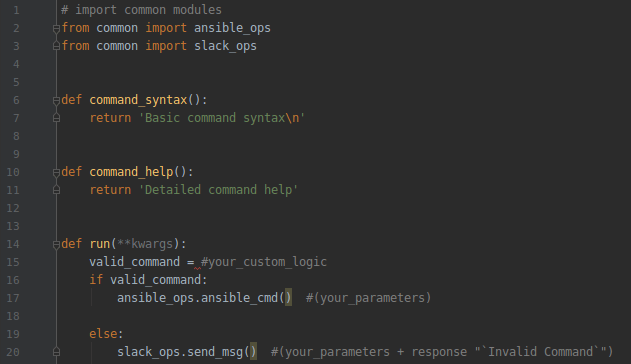 1 # import common modules
2 from common import ansible_ops
3 from common import slack_ops
4
5
6 def command_syntax():
7     return 'Basic command syntax\n'
8
9
10 def command_help():
11     return 'Detailed command help'
12
13
14 def run(**kwargs):
15     valid_command = #your_custom_logic
16     if valid_command:
17         ansible_ops.ansible_cmd()  #(your_parameters)
18
19     else:
20         slack_ops.send_msg()  #(your_parameters + response "`Invalid Command`")